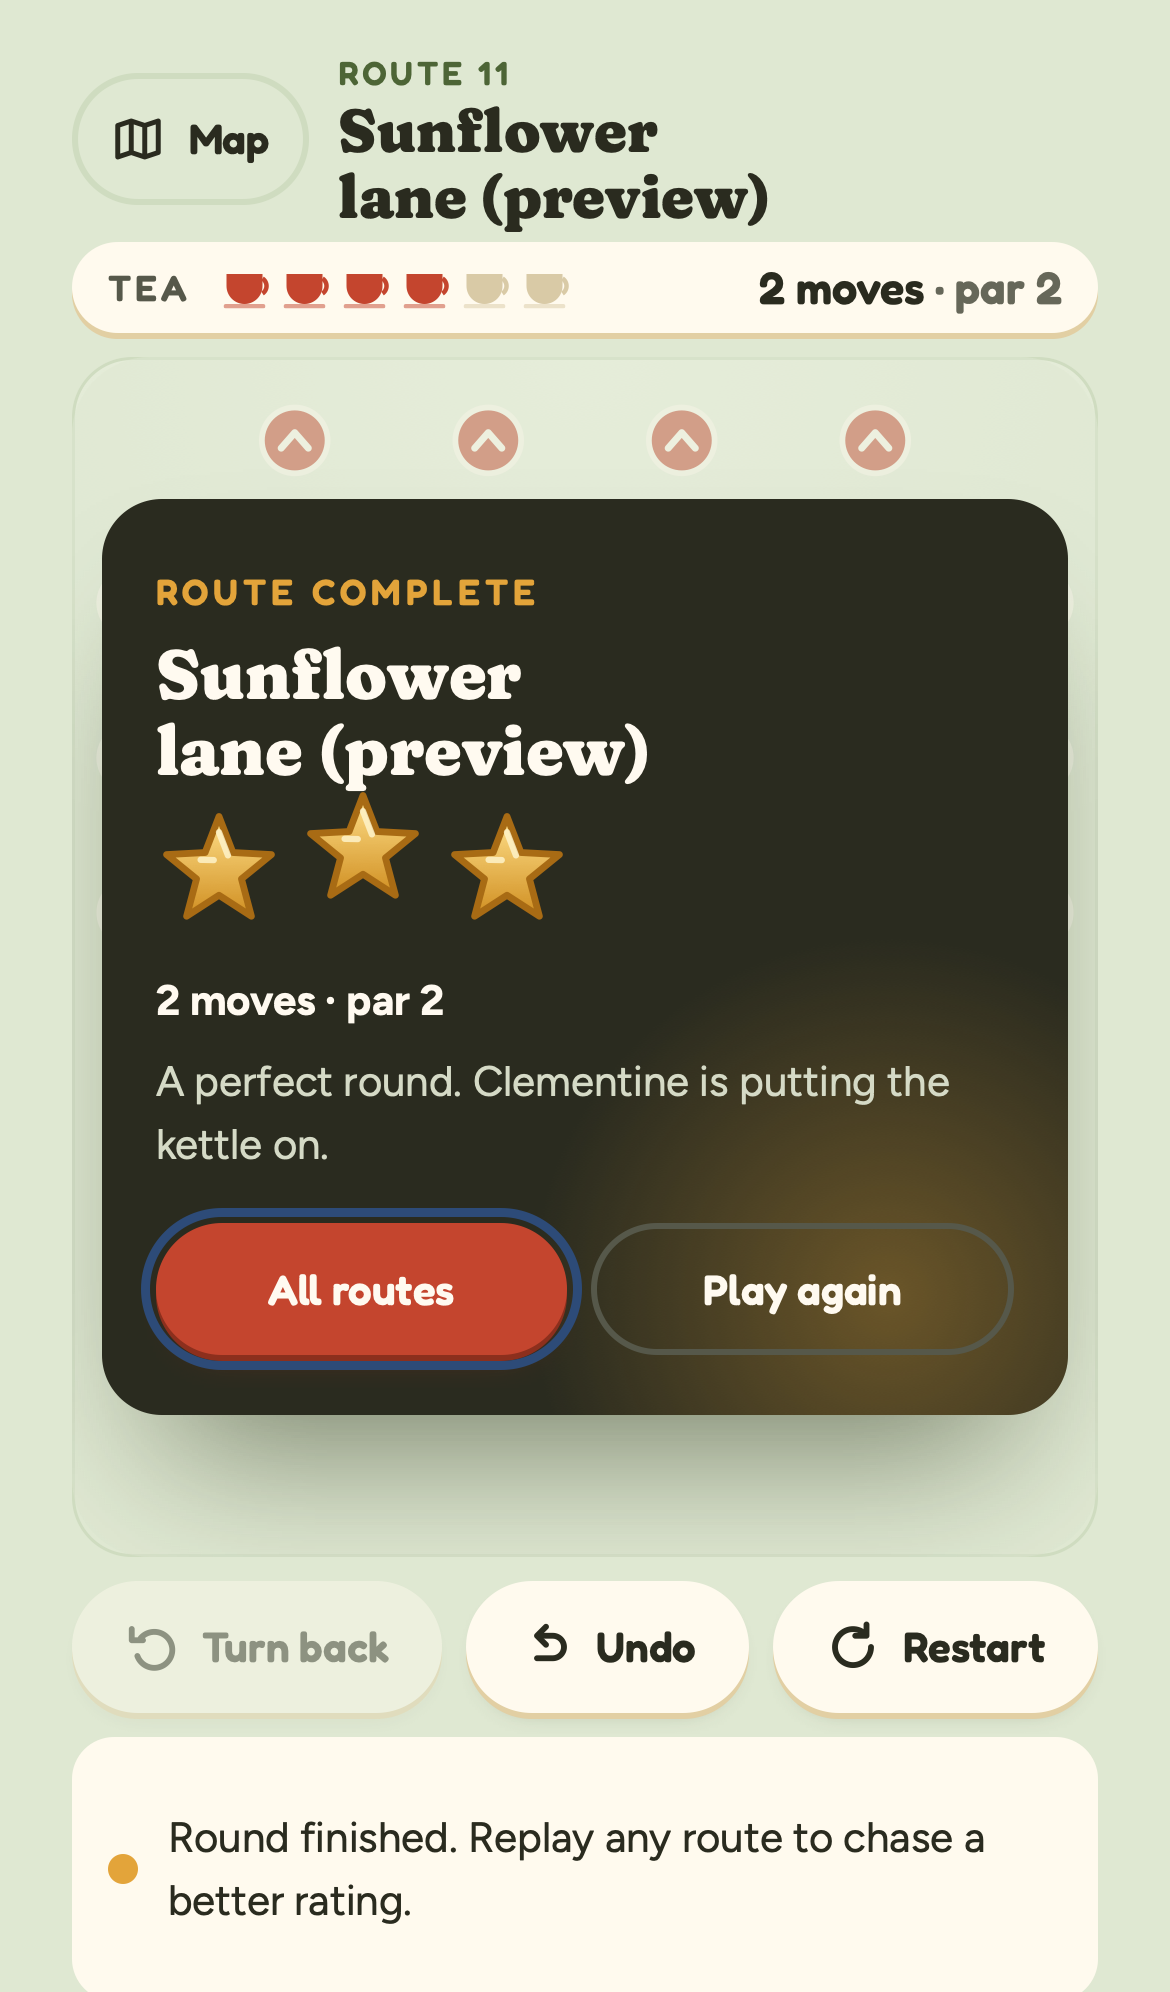 ROUTE 11
Map
Sunflower
lane (preview)
TEA
2 moves · par 2
ROUTE COMPLETE
Sunflower
lane (preview)
2 moves · par 2
A perfect round. Clementine is putting the
kettle on.
All routes
Play again
Turn back
Undo
Restart
Round finished. Replay any route to chase a
better rating.